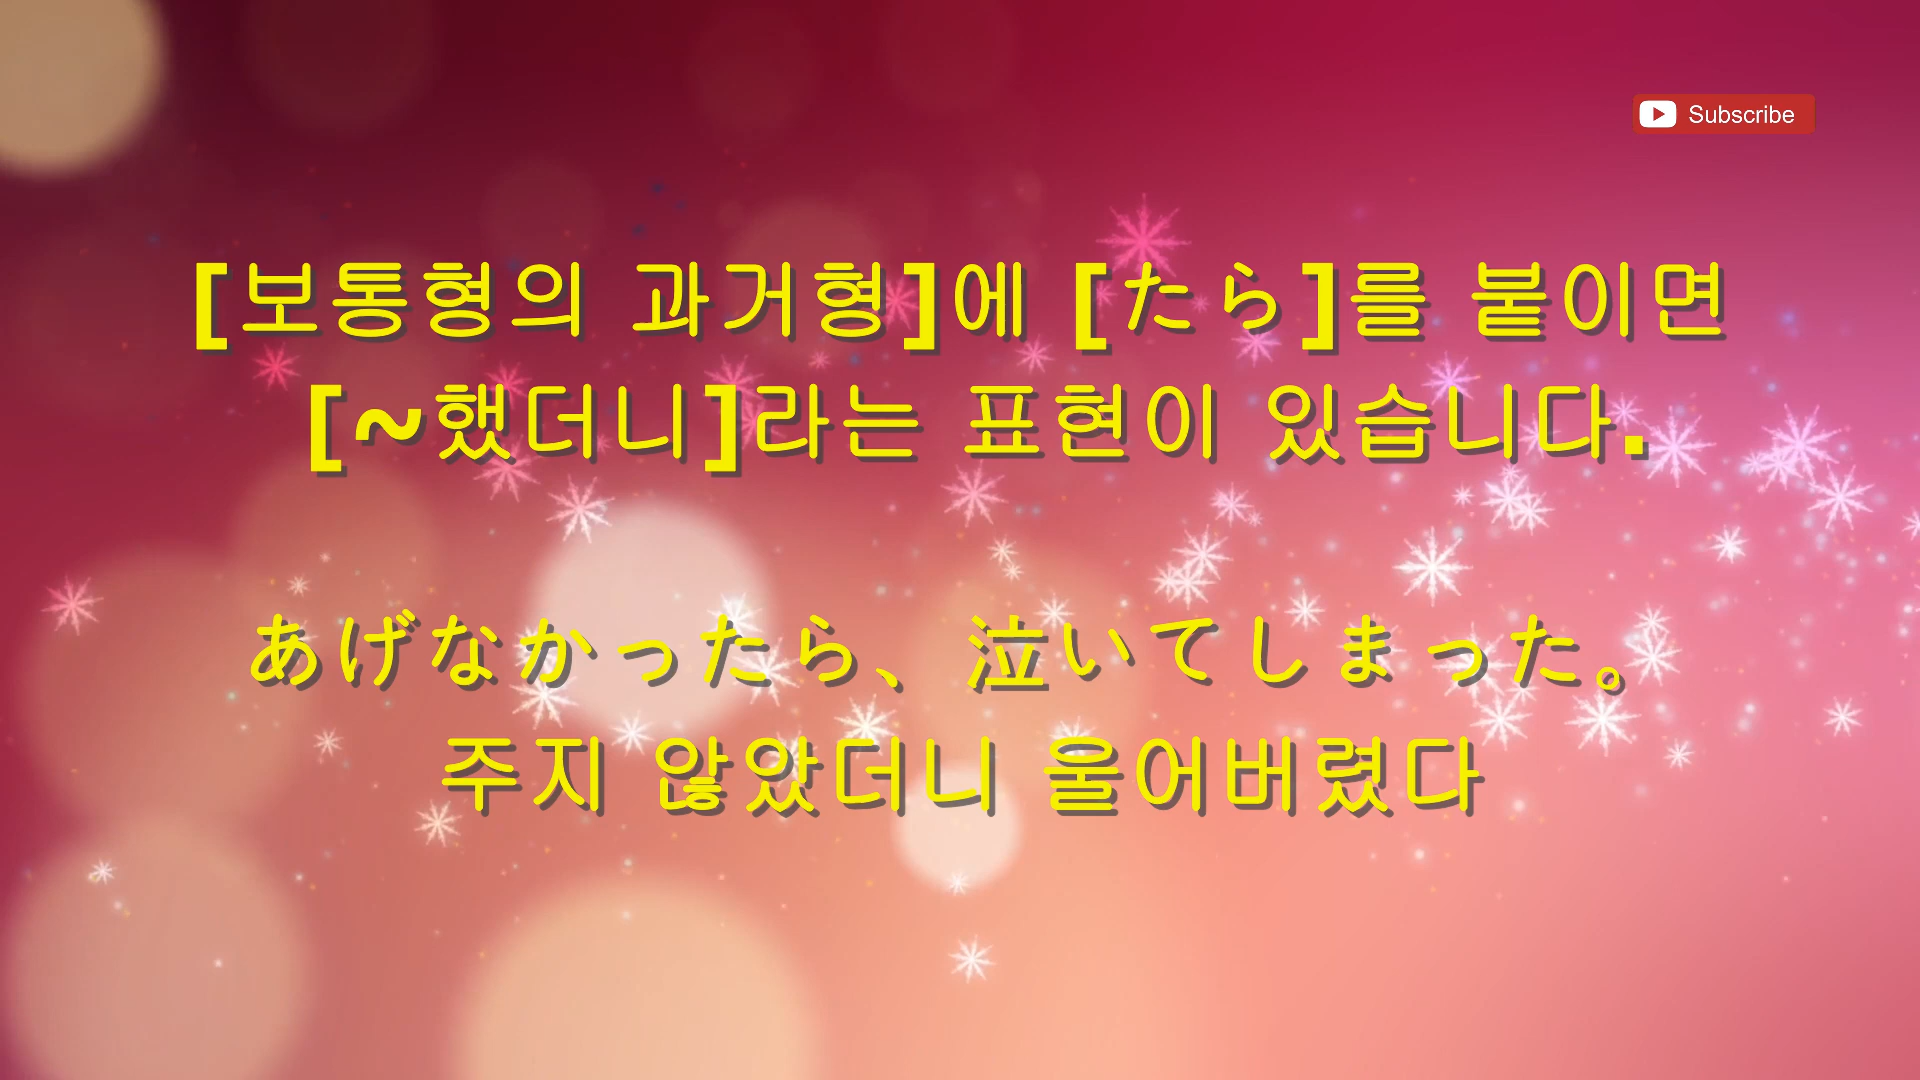 Subscribe
[보통형의 과거형]에 [たら]를 붙이면
[~했더니]라는 표현이 있습니다.
あげなかったら、泣いてしまった。
주지 않았더니 울어버렸다